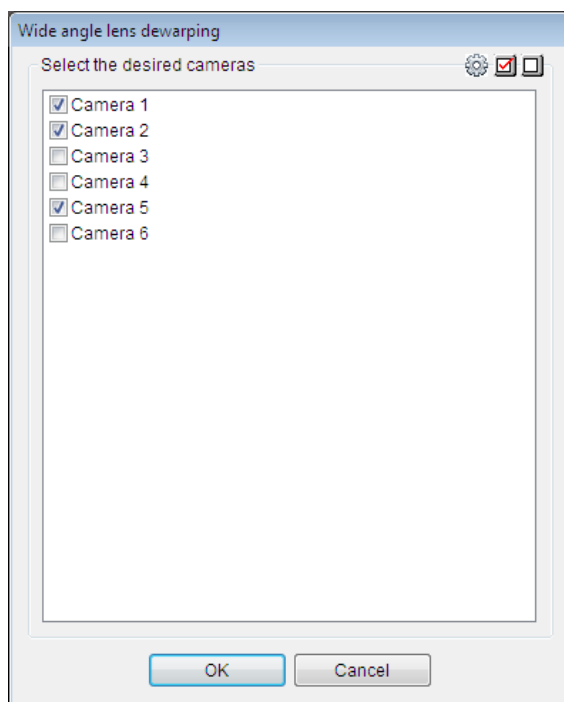 Wide angle lens dewarping
Select the desired cameras
Camera 1
Camera 2
Camera 3
Camera 4
Camera 5
Camera 6
OK Cancel